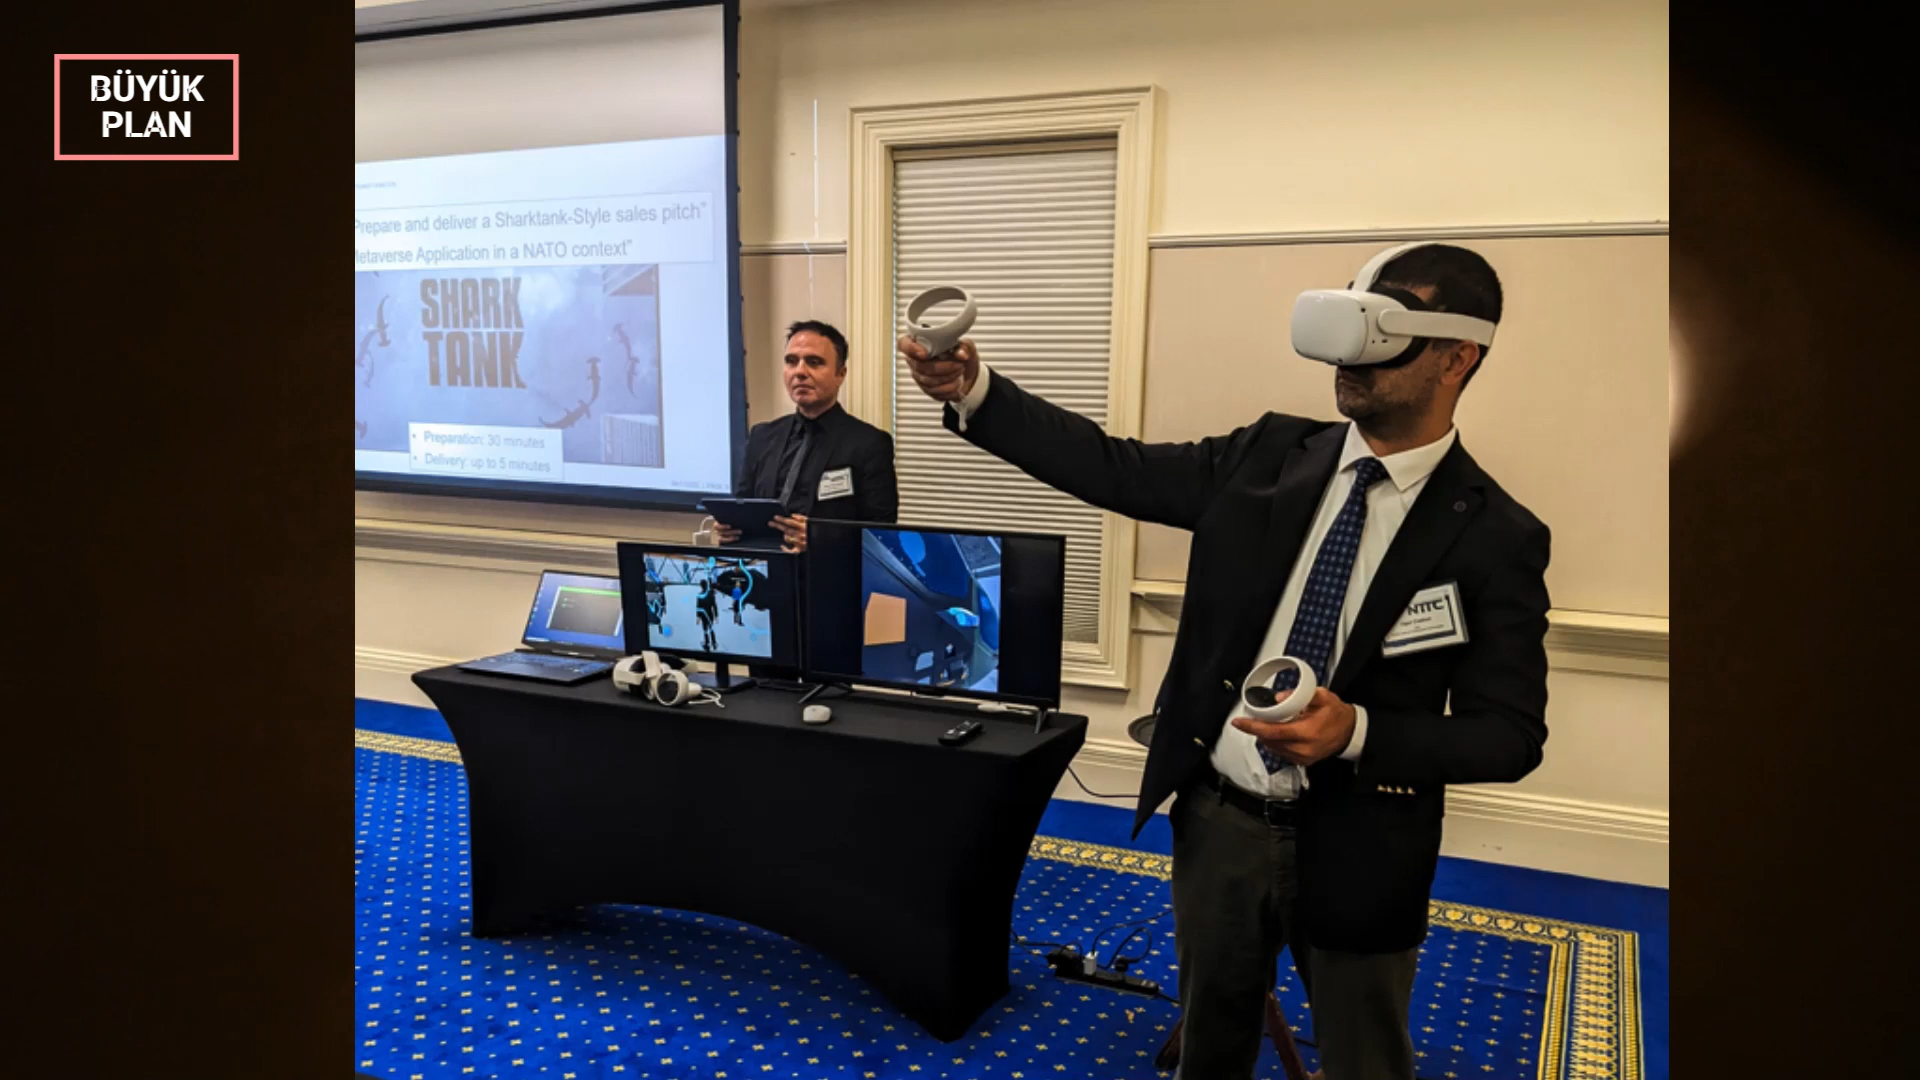 BÜYÜK
PLAN
Prepare and deliver a Sharktank-Style sales pitch"
Metaverse Application in a NATO context"
SHARK
TANK
• Preparation: 30 minutes
• Delivery: up to 5 minutes
NITEC